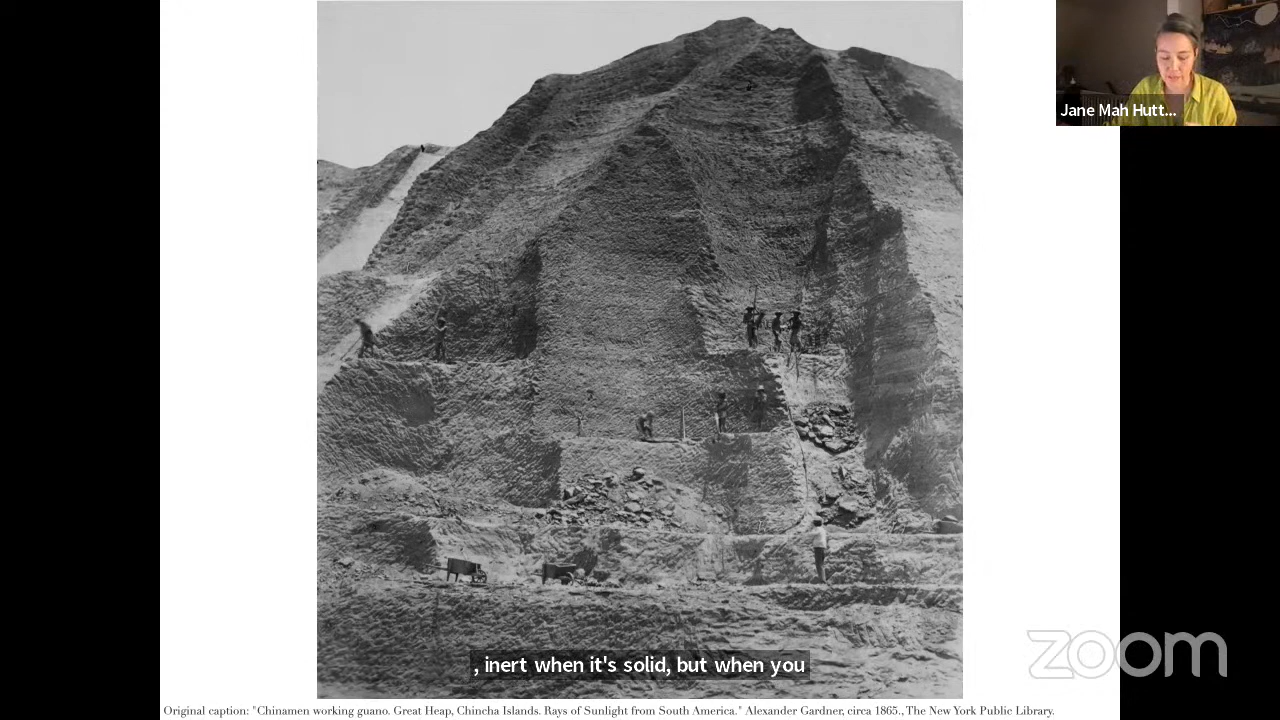 Jane Mah Hutt...
, inert when it's solid, but when you
zoom
Original caption: "Chinamen working guano. Great Heap, Chincha Islands. Rays of Sunlight from South America." Alexander Gardner, circa 1865., The New York Public Library.